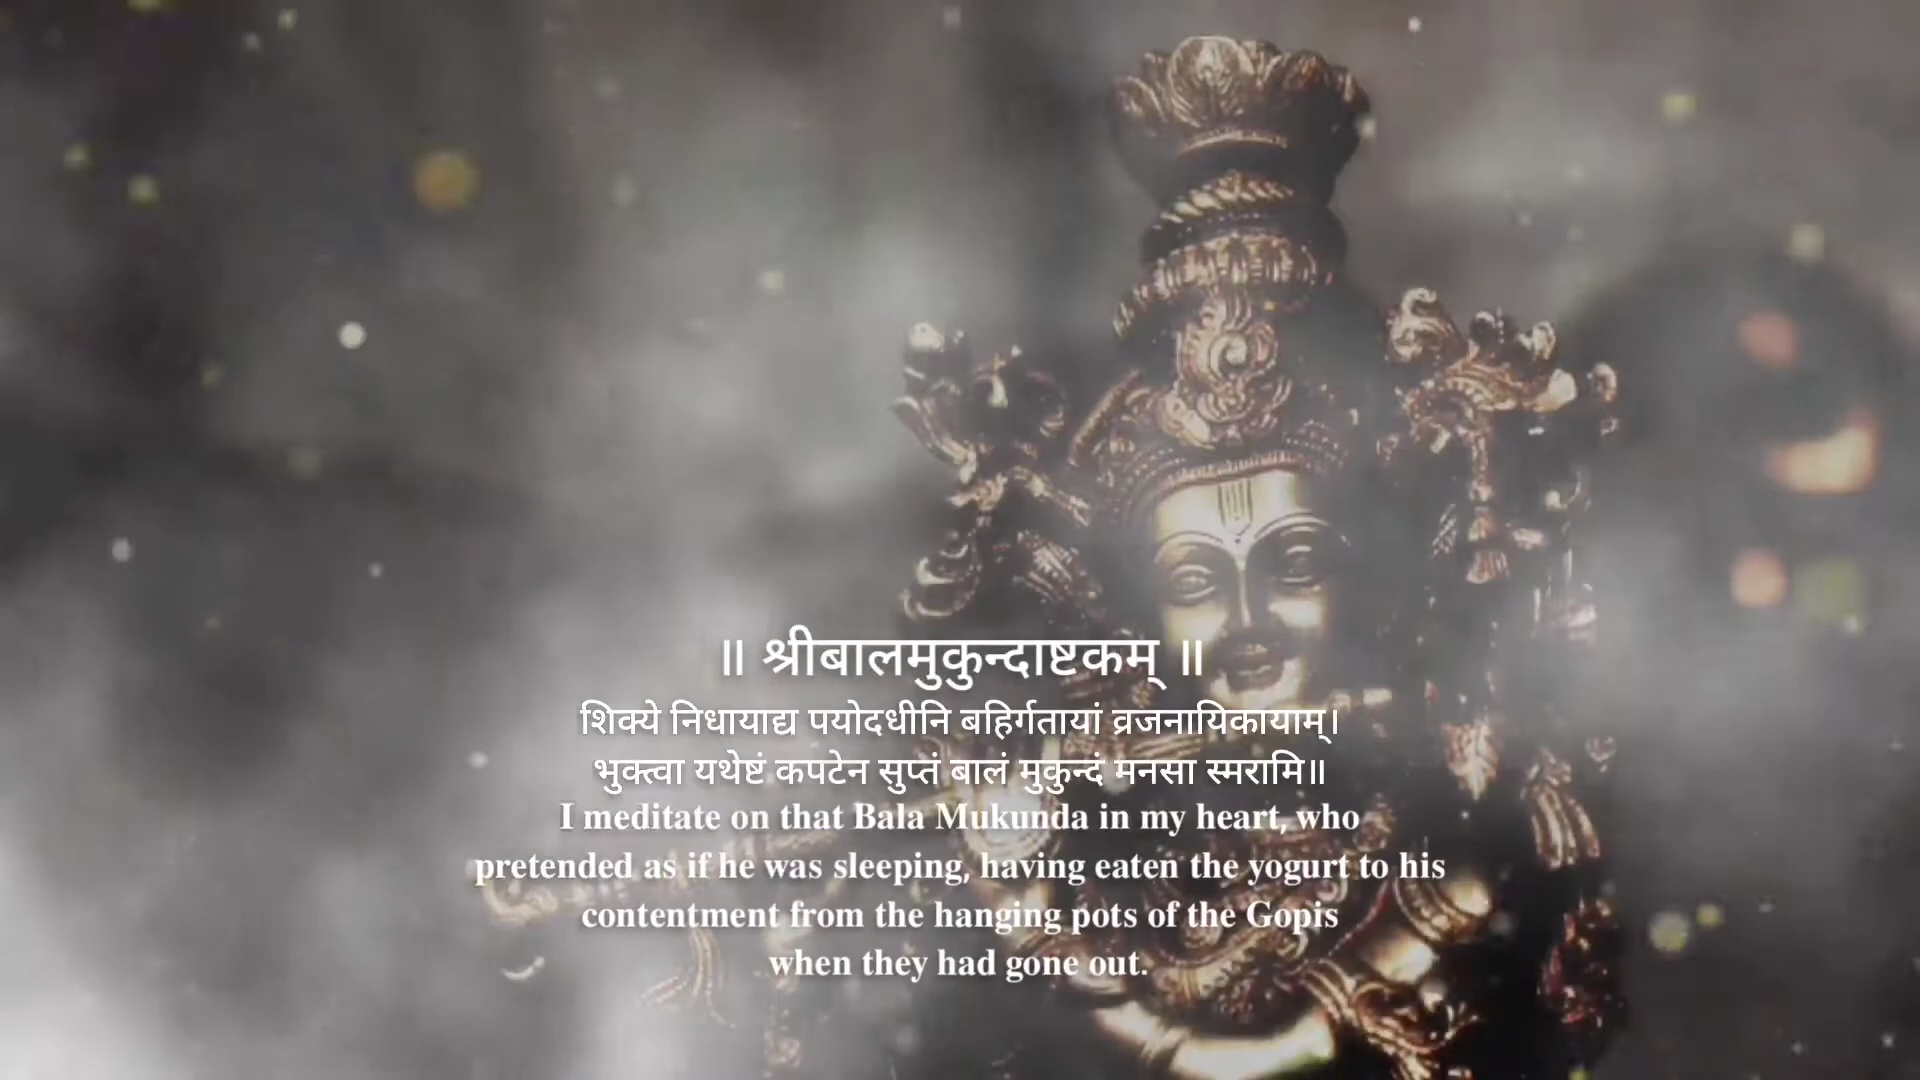 ॥ श्रीबालमुकुन्दाष्टकम् ॥
शिक्ये निधायाद्य पयोदधीनि बहिर्गतायां व्रजनायिकायाम्।
भुक्त्वा यथेष्टं कपटेन सुप्तं बालं मुकुन्दं मनसा स्मरामि॥
I meditate on that Bala Mukunda in my heart, who
pretended as if he was sleeping, having eaten the yogurt to his
contentment from the hanging pots of the Gopis
when they had gone out.